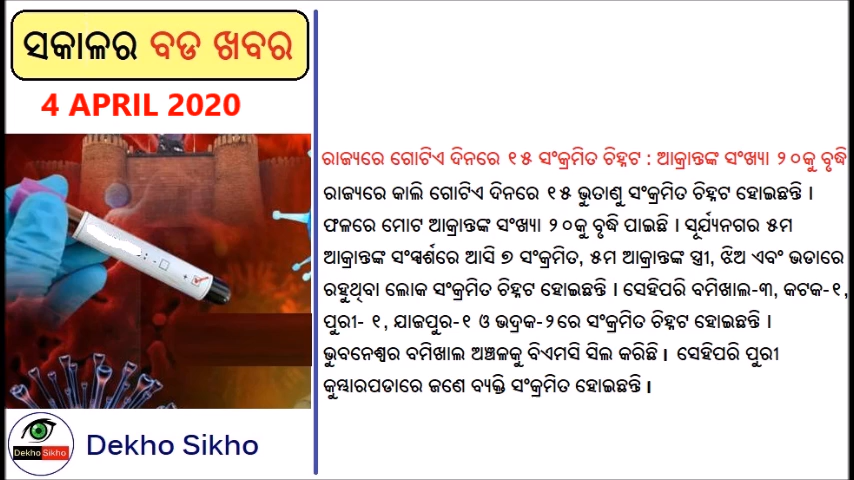 ସକାଳର ବଡ ଖବର
4 APRIL 2020
ରାଜ୍ୟରେ ଗୋଟିଏ ଦିନରେ ୧୫ ସଂକ୍ରମିତ ଚିହ୍ନଟ : ଆକ୍ରାନ୍ତଙ୍କ ସଂଖ୍ୟା ୨୦କୁ ବୃଦ୍ଧି
ରାଜ୍ୟରେ କାଲି ଗୋଟିଏ ଦିନରେ ୧୫ ଭୁତାଣୁ ସଂକ୍ରମିତ ଚିହ୍ନଟ ହୋଇଛନ୍ତି ।
ଫଳରେ ମୋଟ ଆକ୍ରାନ୍ତଙ୍କ ସଂଖ୍ୟା ୨୦କୁ ବୃଦ୍ଧି ପାଇଛି । ସୂର୍ଯ୍ୟନଗର ୫ମ
ଆକ୍ରାନ୍ତଙ୍କ ସଂସ୍ପର୍ଶରେ ଆସି ୭ ସଂକ୍ରମିତ, ୫ମ ଆକ୍ରାନ୍ତଙ୍କ ସ୍ତ୍ରୀ, ଝିଅ ଏବଂ ଭଡାରେ
ରହୁଥିବା ଲୋକ ସଂକ୍ରମିତ ଚିହ୍ନଟ ହୋଇଛନ୍ତି । ସେହିପରି ବମିଖାଲ-୩, କଟକ-୧,
ପୁରୀ- ୧, ଯାଜପୁର-୧ ଓ ଭଦ୍ରକ-୨ରେ ସଂକ୍ରମିତ ଚିହ୍ନଟ ହୋଇଛନ୍ତି ।
ଭୁବନେଶ୍ୱର ବମିଖାଲ ଅଞ୍ଚଳକୁ ବିଏମସି ସିଲ କରିଛି । ସେହିପରି ପୁରୀ
କୁମ୍ଭାରପଡାରେ ଜଣେ ବ୍ୟକ୍ତି ସଂକ୍ରମିତ ହୋଇଛନ୍ତି ।
Dekho Sikho
Dekho Sikho